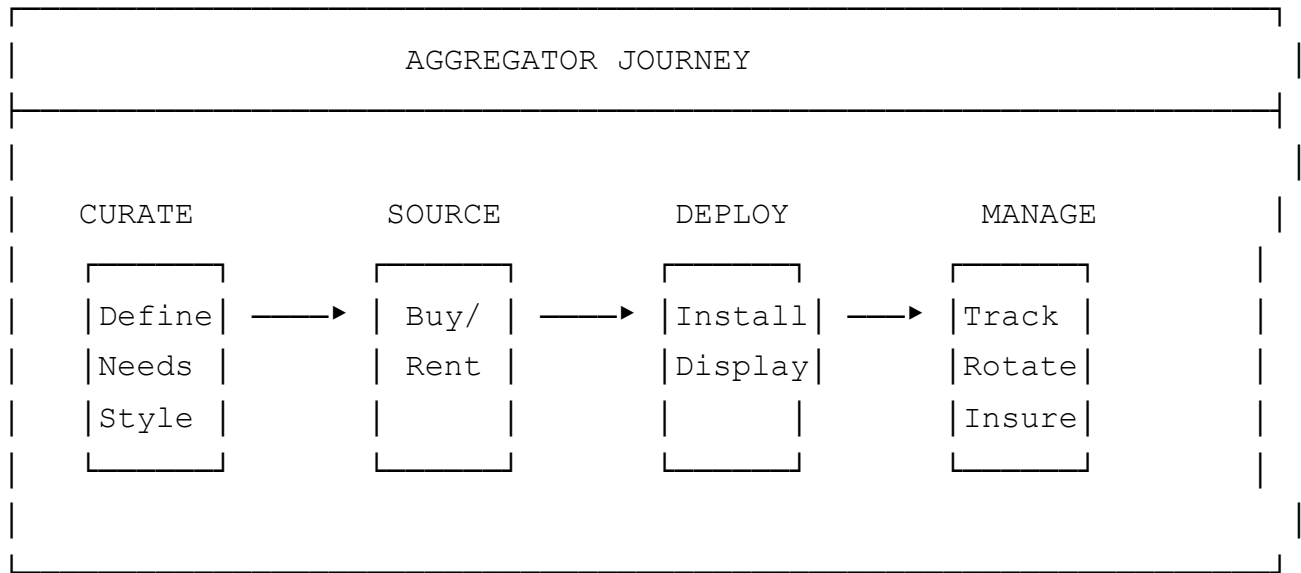 AGGREGATOR JOURNEY
CURATE SOURCE DEPLOY MANAGE
Define Buy/ Install Track
Needs Rent Display Rotate
Style Insure